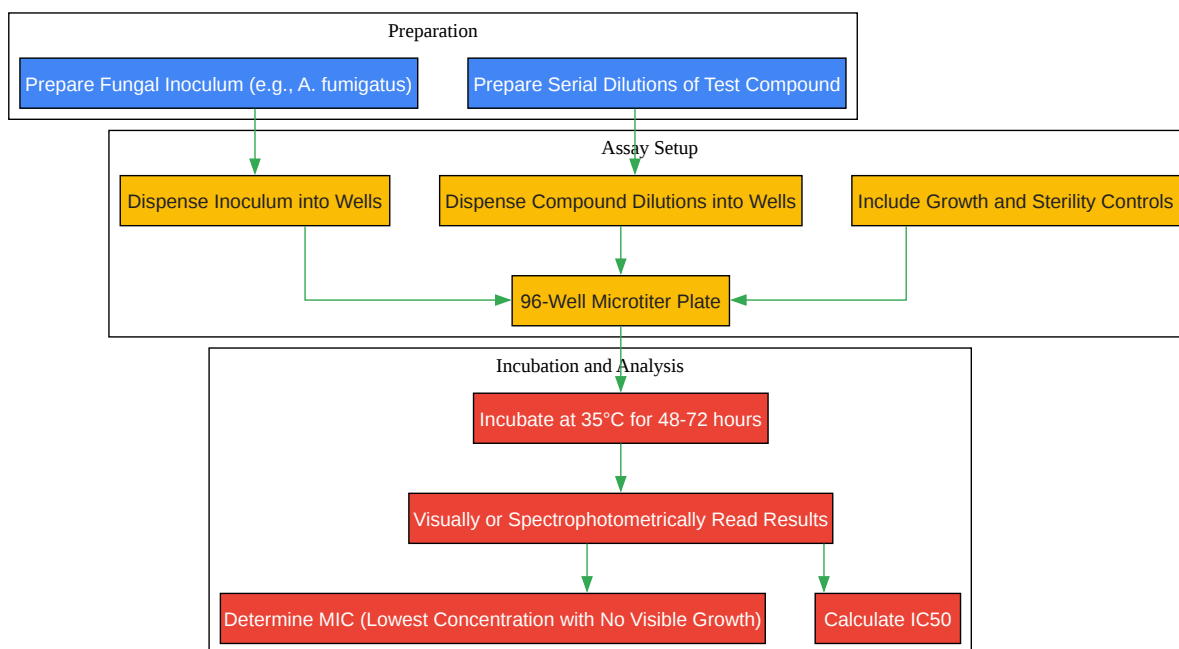 Preparation
Prepare Fungal Inoculum (e.g., A. fumigatus)
Prepare Serial Dilutions of Test Compound
Assay Setup
Dispense Inoculum into Wells
Dispense Compound Dilutions into Wells
Include Growth and Sterility Controls
96-Well Microtiter Plate
Incubation and Analysis
Incubate at 35°C for 48-72 hours
Visually or Spectrophotometrically Read Results
Determine MIC (Lowest Concentration with No Visible Growth)
Calculate IC50